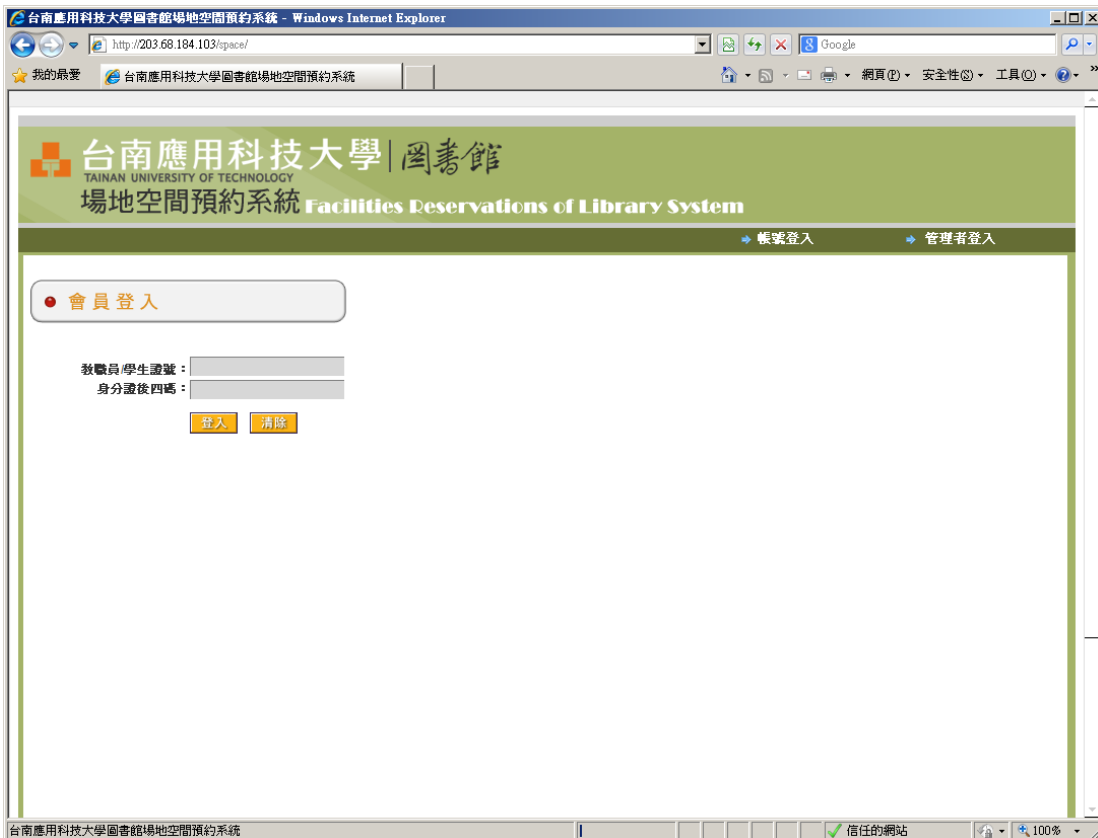 台南應用科技大學圖書館場地空間預約系統 - Windows Internet Explorer
http://203.68.184.103/space/
Google
我的最愛
台南應用科技大學圖書館場地空間預約系統
網頁(P) 安全性(S) 工具(O) »
台南應用科技大學|圖書館
TAINAN UNIVERSITY OF TECHNOLOGY
場地空間預約系統 Facilities Reservations of Library System
帳號登入 管理者登入
會員登入
教職員/學生證號：
身分證後四碼：
登入 清除
台南應用科技大學圖書館場地空間預約系統
信任的網站
100%